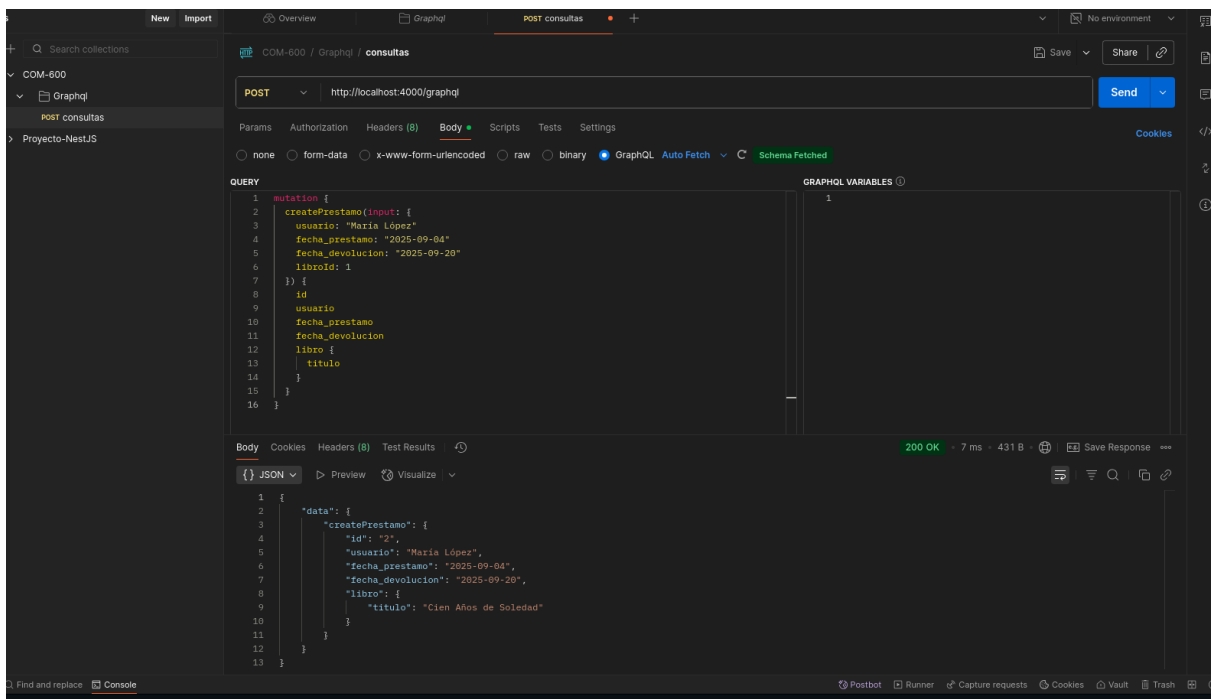 New Import
Overview Graphql POST consultas No environment
Search collections
COM-600 / Graphql / consultas Save Share
COM-600
Graphql
POST consultas
Proyecto-NestJS
POST http://localhost:4000/graphql Send
Params Authorization Headers (8) Body Scripts Tests Settings Cookies
none form-data x-www-form-urlencoded raw binary GraphQL Auto Fetch Schema Fetched
QUERY GRAPHQL VARIABLES
1 mutation { 1
2 createPrestamo(input: {
3 usuario: "María López"
4 fecha_prestamo: "2025-09-04"
5 fecha_devolucion: "2025-09-20"
6 libroId: 1
7 }) {
8 id
9 usuario
10 fecha_prestamo
11 fecha_devolucion
12 libro {
13 titulo
14 }
15 }
16 }
Body Cookies Headers (8) Test Results 200 OK 7 ms 431 B Save Response
{} JSON Preview Visualize
1 {
2 "data": {
3 "createPrestamo": {
4 "id": "2",
5 "usuario": "María López",
6 "fecha_prestamo": "2025-09-04",
7 "fecha_devolucion": "2025-09-20",
8 "libro": {
9 "titulo": "Cien Años de Soledad"
10 }
11 }
12 }
13 }
Find and replace Console Postbot Runner Capture requests Cookies Vault Trash